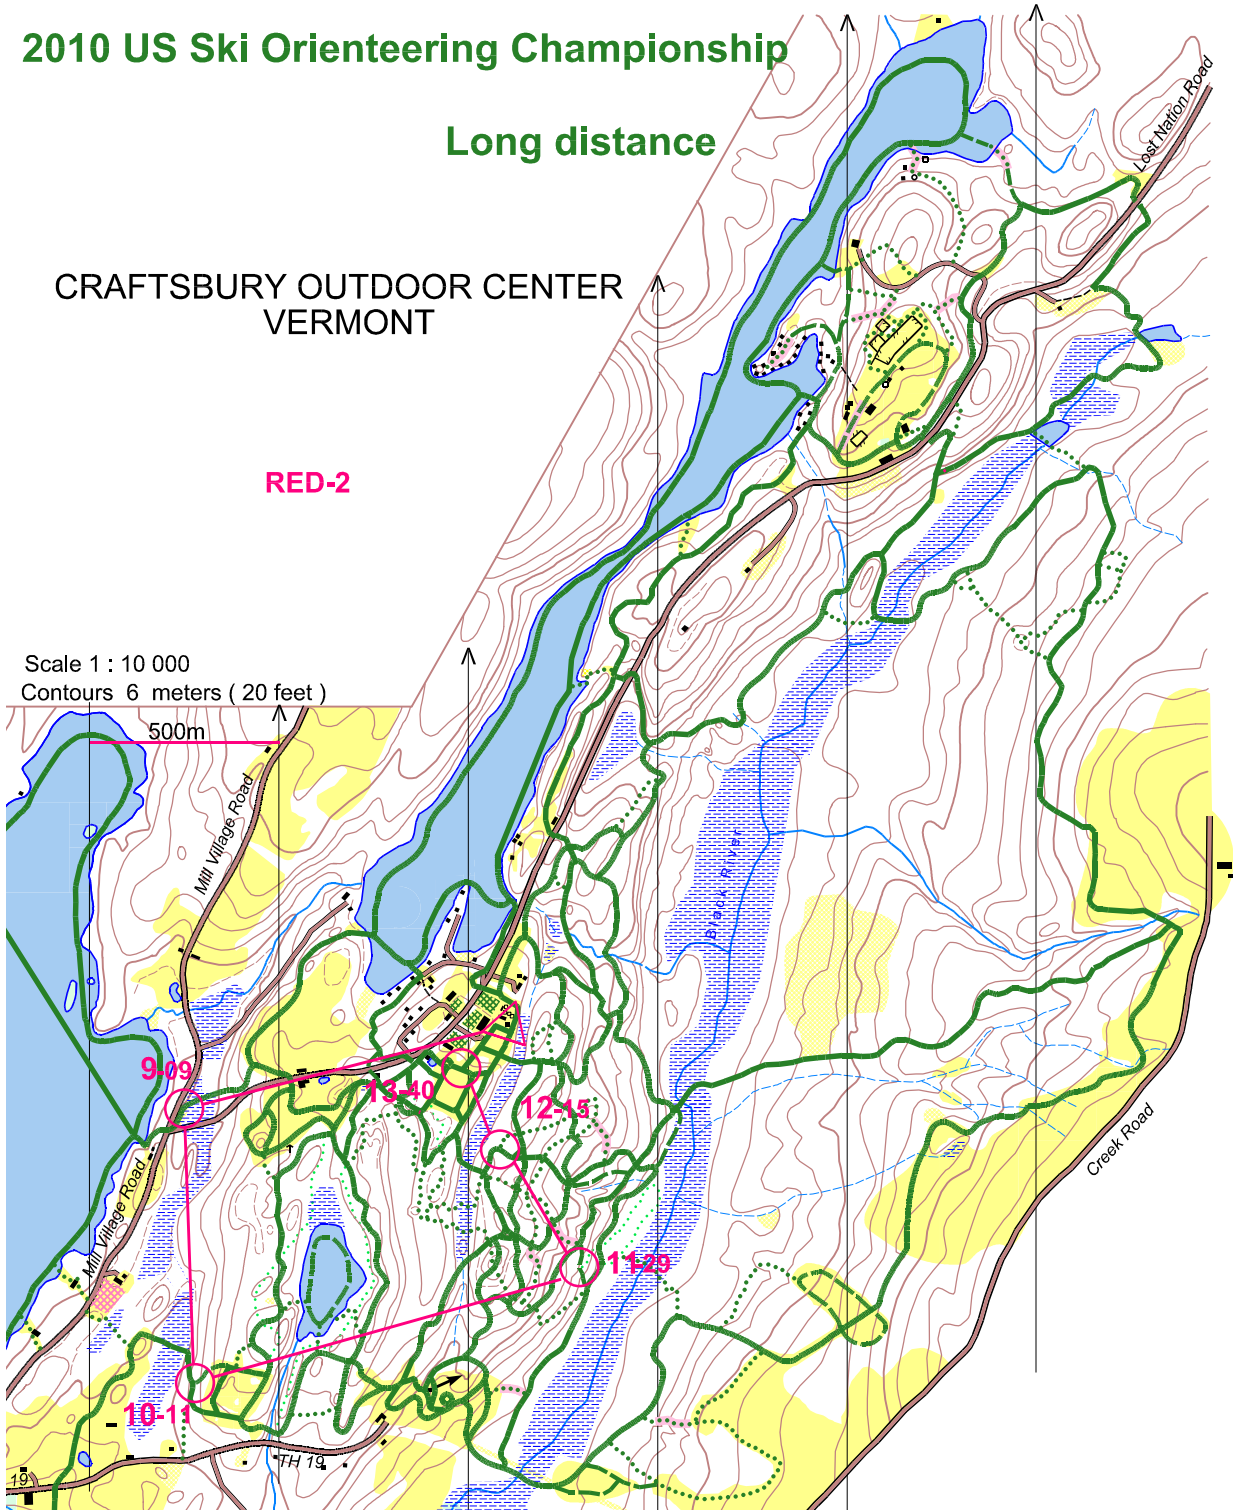 2010 US Ski Orienteering Championship
Long distance
Lost Nation Road
CRAFTSBURY OUTDOOR CENTER
VERMONT
RED-2
Scale 1 : 10 000
Contours 6 meters ( 20 feet )
500m
Mill Village Road
Black River
9-09
13-40
12-15
Creek Road
Mill Village Road
11-29
10-11
TH 19
19